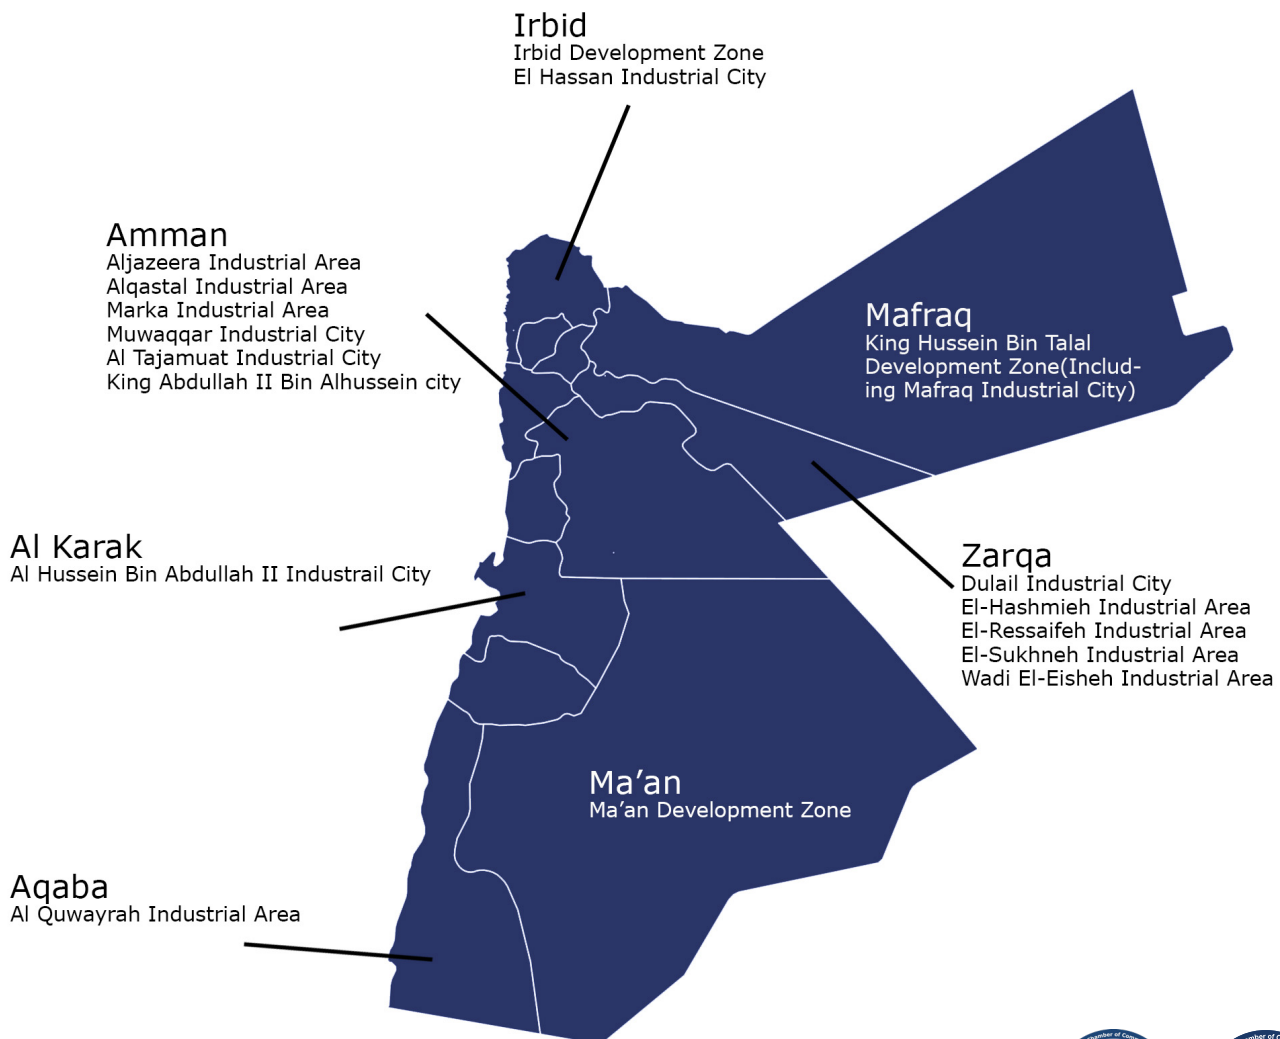 Irbid
Irbid Development Zone
El Hassan Industrial City
Amman
Aljazeera Industrial Area
Alqastal Industrial Area
Marka Industrial Area
Muwaqqar Industrial City
Al Tajamuat Industrial City
King Abdullah II Bin Alhussein city
Mafraq
King Hussein Bin Talal
Development Zone(Includ-
ing Mafraq Industrial City)
Al Karak
Al Hussein Bin Abdullah II Industrail City
Zarqa
Dulail Industrial City
El-Hashmieh Industrial Area
El-Ressaifeh Industrial Area
El-Sukhneh Industrial Area
Wadi El-Eisheh Industrial Area
Ma’an
Ma’an Development Zone
Aqaba
Al Quwayrah Industrial Area